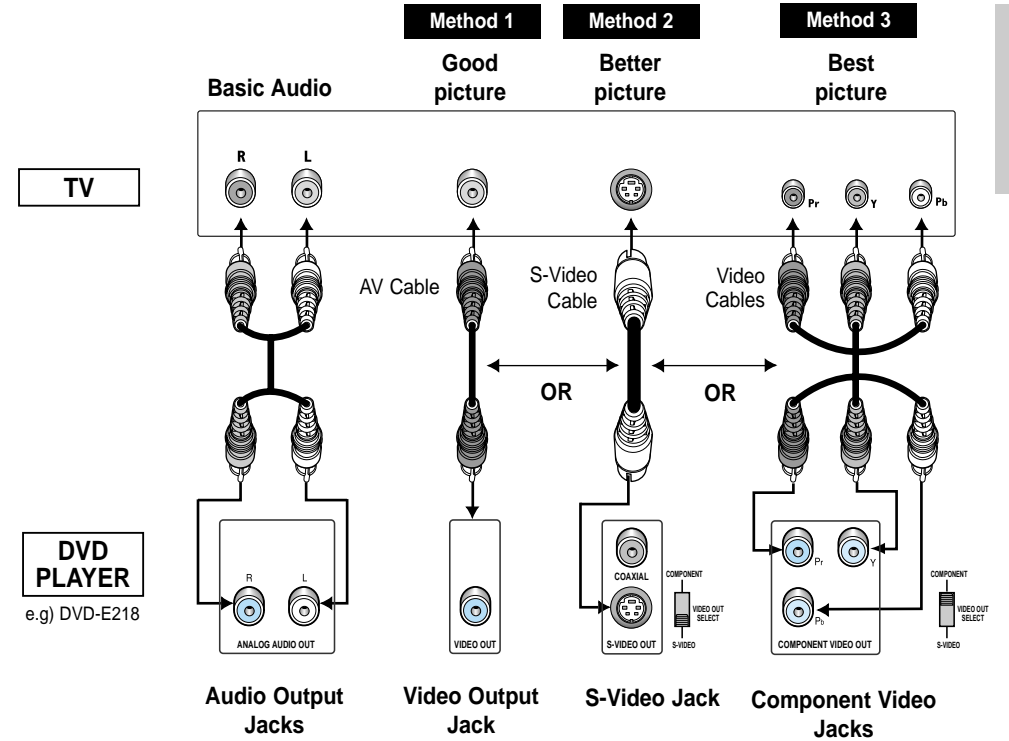 Method 1
Method 2
Method 3
Good
picture
Better
picture
Best
picture
Basic Audio
R
L
TV
Pr
Y
Pb
AV Cable
S-Video
Cable
Video
Cables
OR
OR
DVD
PLAYER
e.g) DVD-E218
R
L
ANALOG AUDIO OUT
VIDEO OUT
COAXIAL
S-VIDEO OUT
COMPONENT
VIDEO OUT
SELECT
S-VIDEO
Pr
Y
Pb
COMPONENT VIDEO OUT
COMPONENT
VIDEO OUT
SELECT
S-VIDEO
Audio Output
Jacks
Video Output
Jack
S-Video Jack
Component Video
Jacks